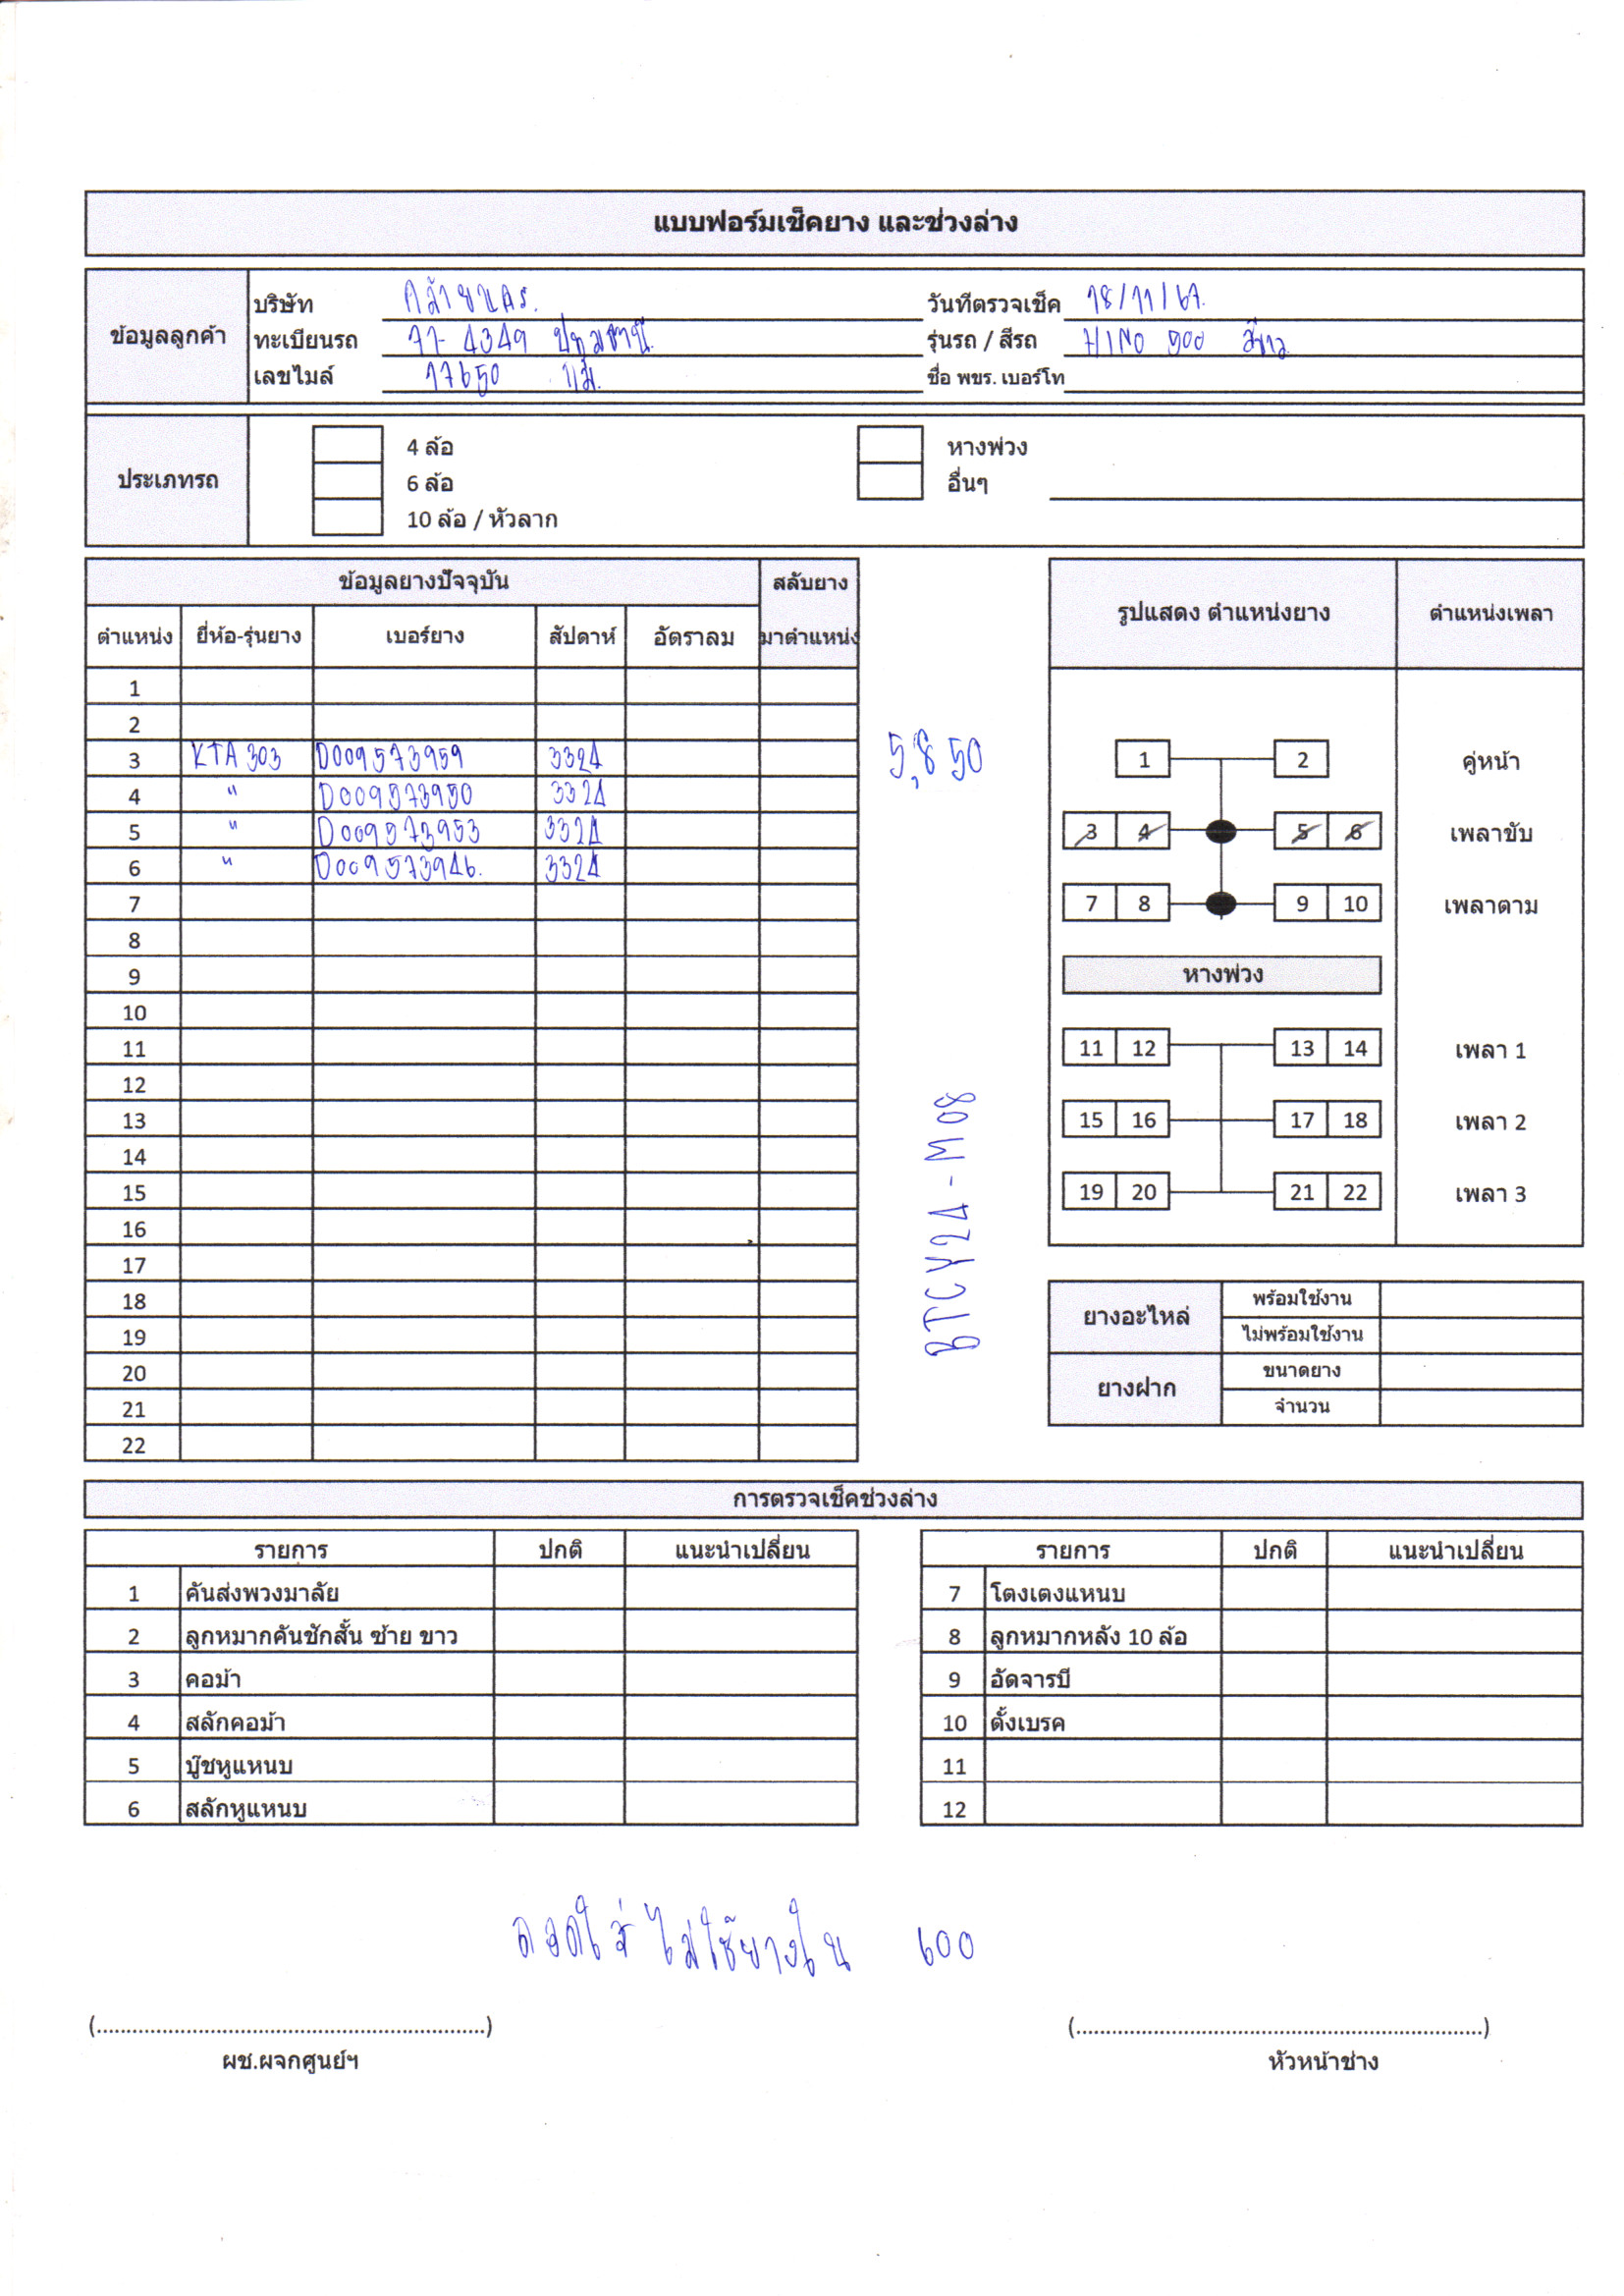 แบบฟอร์มเช็คยาง และช่วงล่าง
ข้อมูลลูกค้า
บริษัท คล้ายนคร. วันทีตรวจเช็ค 18/11/67.
ทะเบียนรถ 77-4349 ปทุมธานี รุ่นรถ / สีรถ HINO 500 สีขาว
เลขไมล์ 17650 ชื่อ พขร. เบอร์โท
ประเภทรถ
4 ล้อ หางพ่วง
6 ล้อ อื่นๆ
10 ล้อ / หัวลาก
ข้อมูลยางปัจจุบัน สลับยาง
ตำแหน่ง ยี่ห้อ-รุ่นยาง เบอร์ยาง สัปดาห์ อัตราลม มาตำแหน่ง
1
2
3 KTA303 D009573959 3324
4 " D009573950 3324
5 " D009573953 3324
6 " D009573946. 3324
7
8
9
10
11
12
13
14
15
16
17
18
19
20
21
22
5,850
BTCY24-M08
รูปแสดง ตำแหน่งยาง ตำแหน่งเพลา
1 2 คู่หน้า
3 4 5 6 เพลาขับ
7 8 9 10 เพลาตาม
หางพ่วง
11 12 13 14 เพลา 1
15 16 17 18 เพลา 2
19 20 21 22 เพลา 3
ยางอะไหล่ พร้อมใช้งาน
ไม่พร้อมใช้งาน
ยางฝาก ขนาดยาง
จำนวน
การตรวจเช็คช่วงล่าง
รายการ ปกติ แนะนำเปลี่ยน รายการ ปกติ แนะนำเปลี่ยน
1 คันส่งพวงมาลัย 7 โตงเตงแหนบ
2 ลูกหมากคันชักสั้น ซ้าย ขาว 8 ลูกหมากหลัง 10 ล้อ
3 คอม้า 9 อัดจารบี
4 สลักคอม้า 10 ตั้งเบรค
5 บู๊ชหูแหนบ 11
6 สลักหูแหนบ 12
ถอดใส่ ไม่ใช้ยางใน 600
(..................................................................) (......................................................................)
ผช.ผจกศูนย์ฯ หัวหน้าช่าง